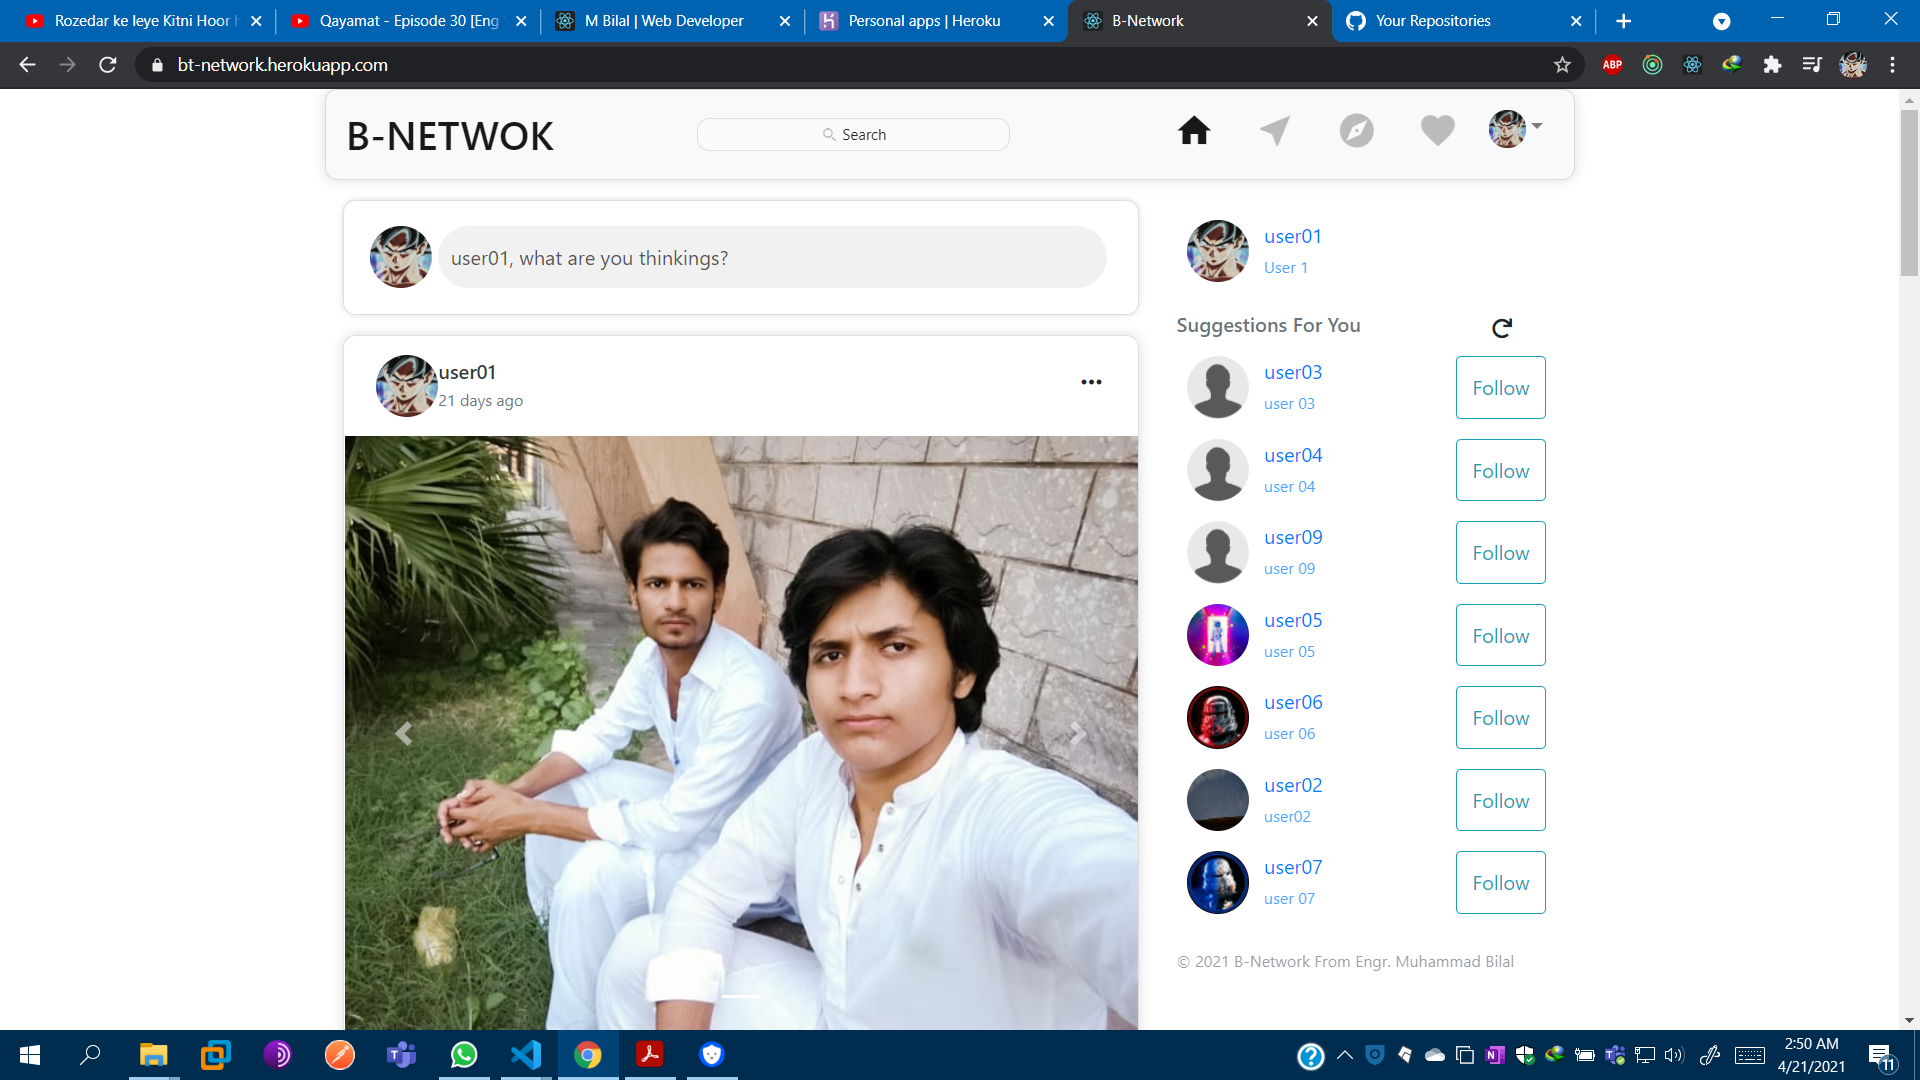 Rozedar ke leye Kitni Hoor
Qayamat - Episode 30 [Eng
M Bilal | Web Developer
Personal apps | Heroku
B-Network
Your Repositories
bt-network.herokuapp.com
ABP
B-NETWOK
Search
user01, what are you thinkings?
user01
User 1
Suggestions For You
user01
21 days ago
user03
user 03
Follow
user04
user 04
Follow
user09
user 09
Follow
user05
user 05
Follow
user06
user 06
Follow
user02
user02
Follow
user07
user 07
Follow
© 2021 B-Network From Engr. Muhammad Bilal
2:50 AM
4/21/2021
11